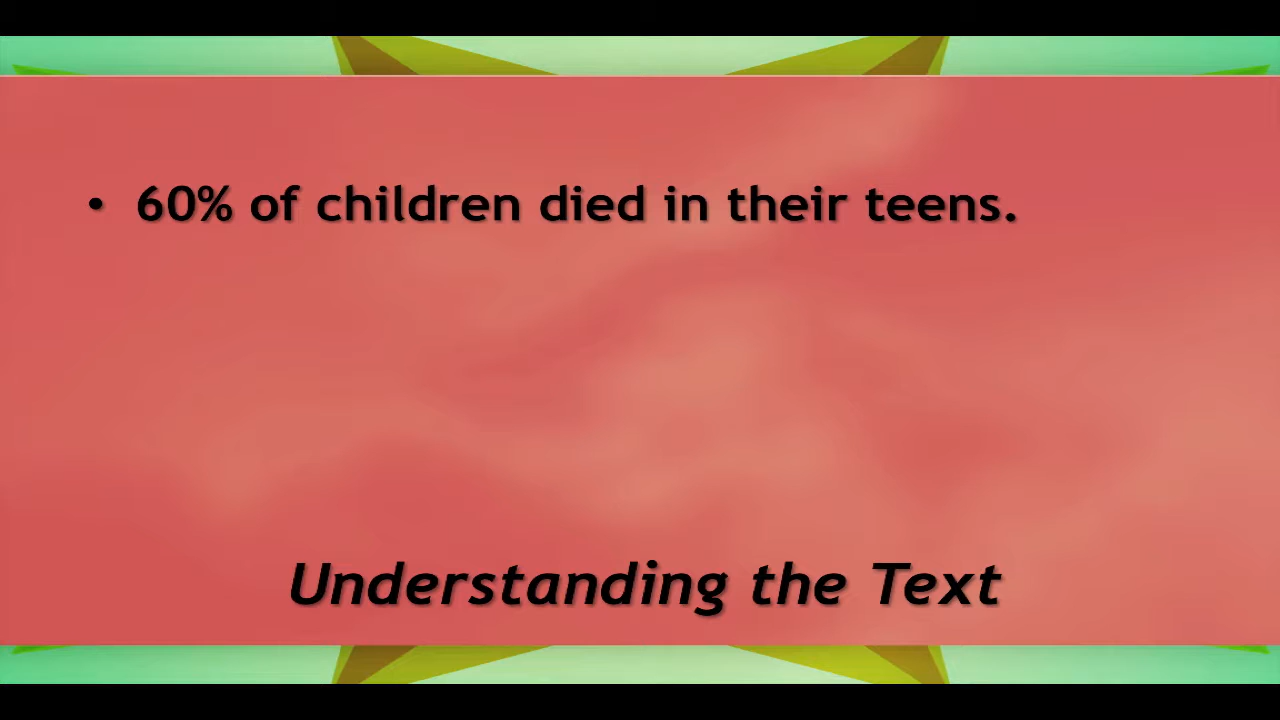 • 60% of children died in their teens.
Understanding the Text